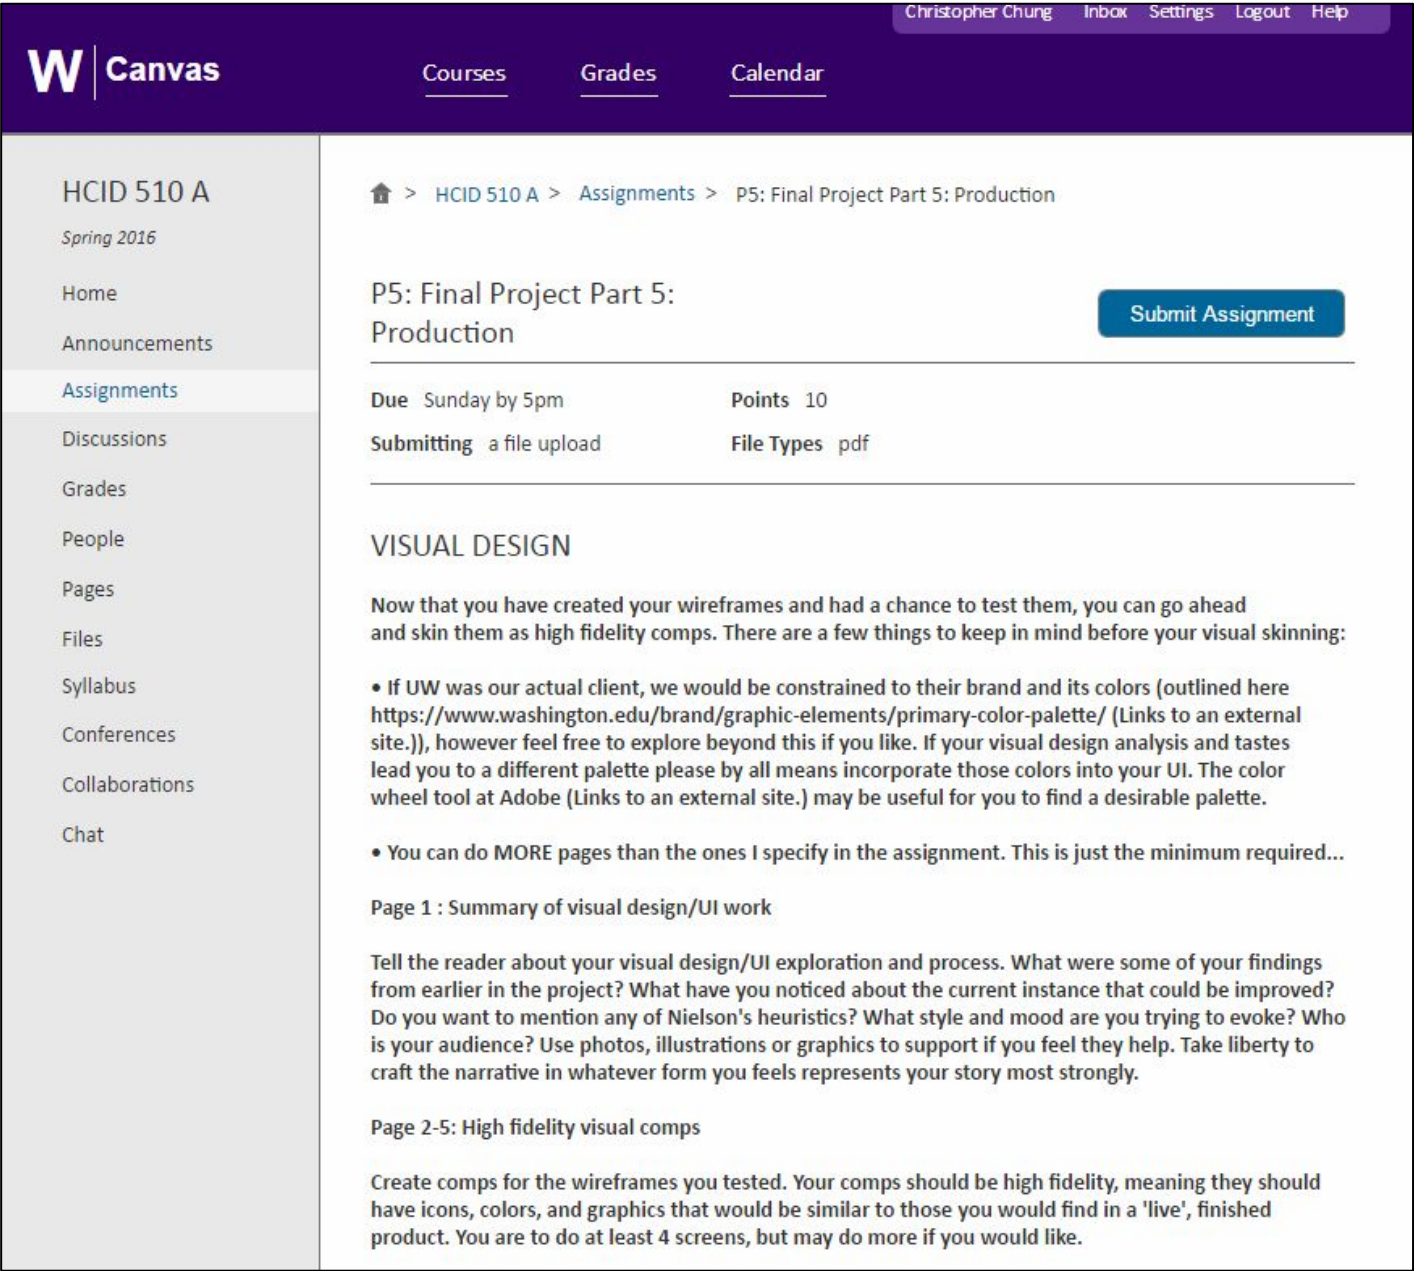 Christopher Chung Inbox Settings Logout Help
W Canvas Courses Grades Calendar
HCID 510 A
Spring 2016
Home
Announcements
Assignments
Discussions
Grades
People
Pages
Files
Syllabus
Conferences
Collaborations
Chat
> HCID 510 A > Assignments > P5: Final Project Part 5: Production
P5: Final Project Part 5:
Production
Submit Assignment
Due Sunday by 5pm Points 10
Submitting a file upload File Types pdf
VISUAL DESIGN
Now that you have created your wireframes and had a chance to test them, you can go ahead
and skin them as high fidelity comps. There are a few things to keep in mind before your visual skinning:
• If UW was our actual client, we would be constrained to their brand and its colors (outlined here
https://www.washington.edu/brand/graphic-elements/primary-color-palette/ (Links to an external
site.)), however feel free to explore beyond this if you like. If your visual design analysis and tastes
lead you to a different palette please by all means incorporate those colors into your UI. The color
wheel tool at Adobe (Links to an external site.) may be useful for you to find a desirable palette.
• You can do MORE pages than the ones I specify in the assignment. This is just the minimum required...
Page 1 : Summary of visual design/UI work
Tell the reader about your visual design/UI exploration and process. What were some of your findings
from earlier in the project? What have you noticed about the current instance that could be improved?
Do you want to mention any of Nielson's heuristics? What style and mood are you trying to evoke? Who
is your audience? Use photos, illustrations or graphics to support if you feel they help. Take liberty to
craft the narrative in whatever form you feels represents your story most strongly.
Page 2-5: High fidelity visual comps
Create comps for the wireframes you tested. Your comps should be high fidelity, meaning they should
have icons, colors, and graphics that would be similar to those you would find in a 'live', finished
product. You are to do at least 4 screens, but may do more if you would like.